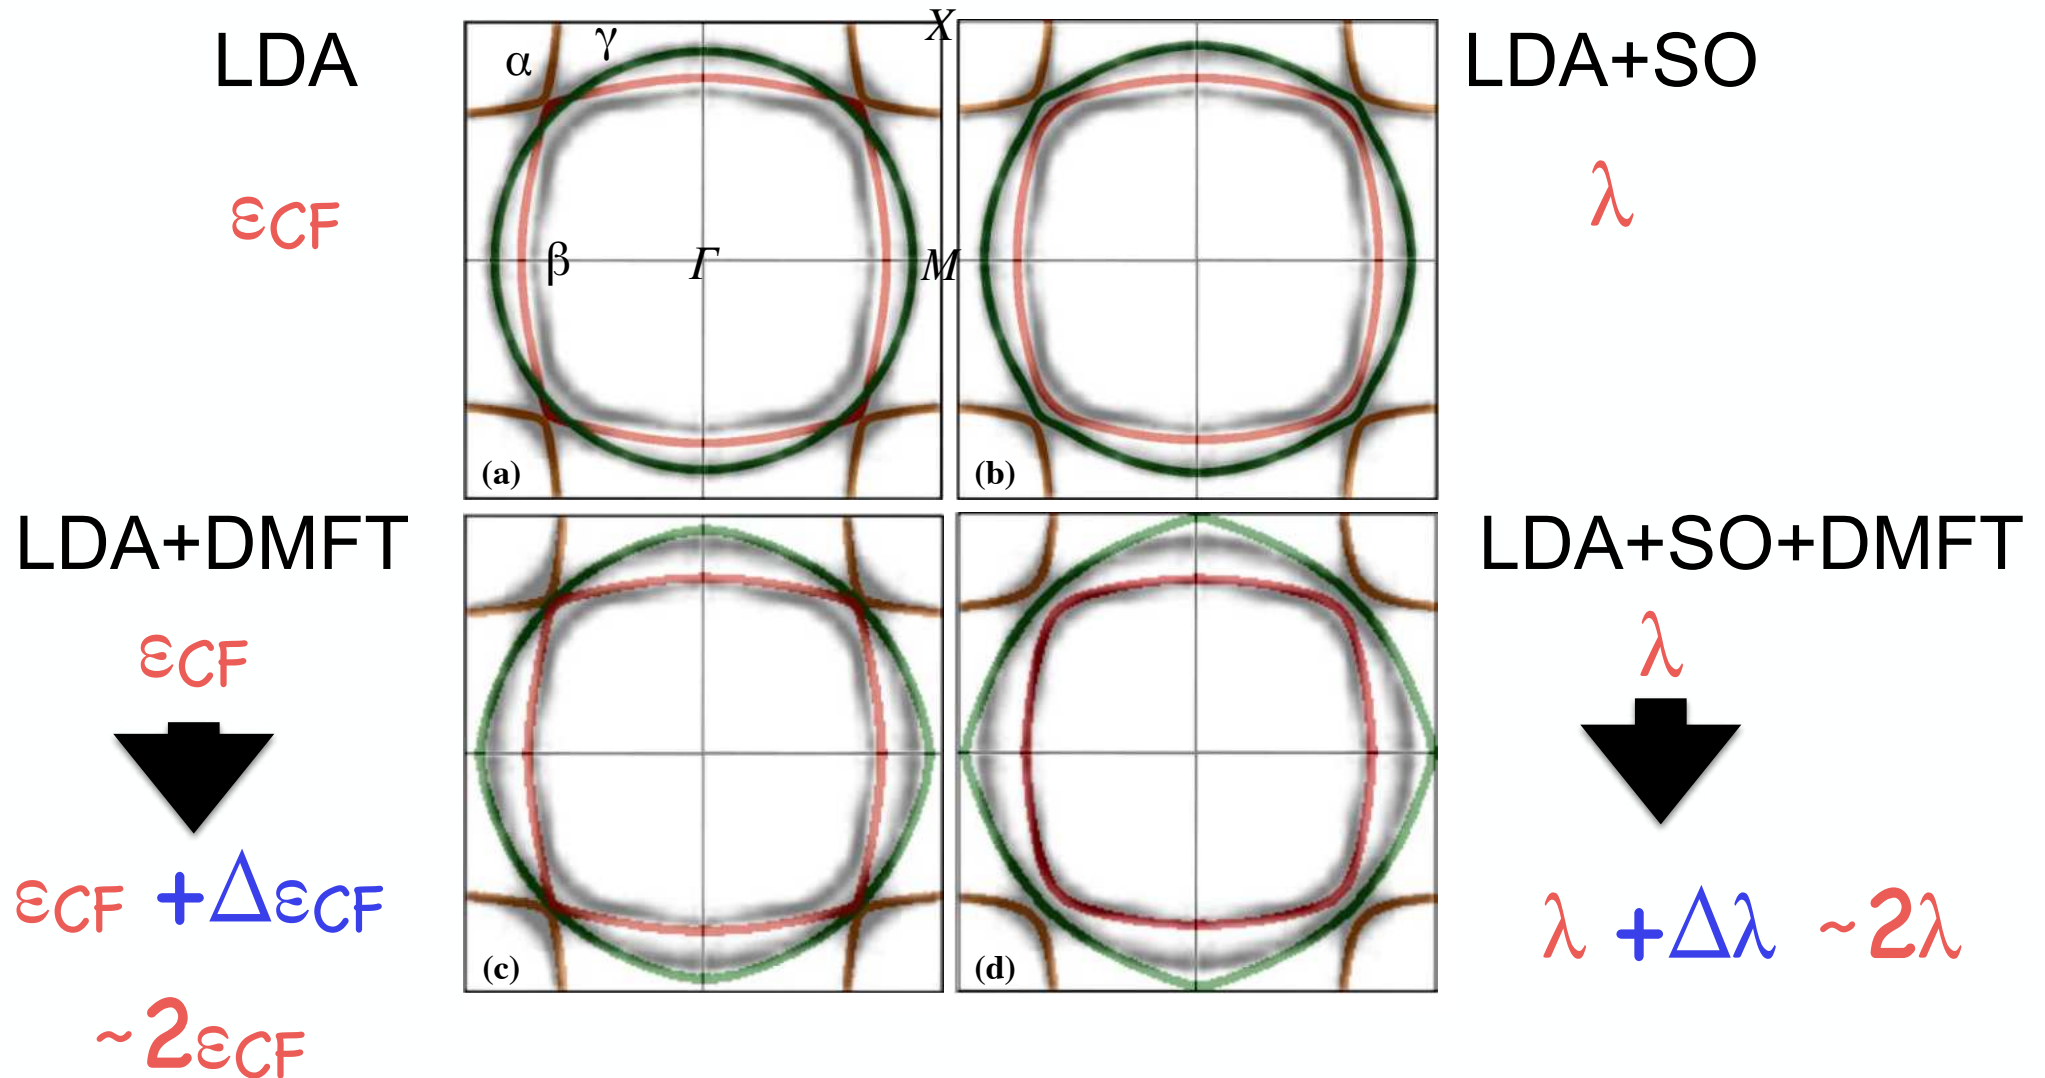 LDA
εCF
α
γ
X
β
Γ
M
(a)
(b)
LDA+SO
λ
LDA+DMFT
εCF
εCF +ΔεCF
~2εCF
(c)
(d)
LDA+SO+DMFT
λ
λ +Δλ ~2λ